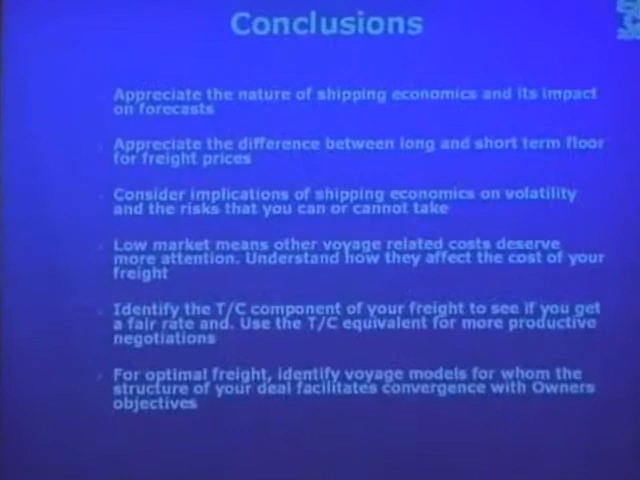 Conclusions
Appreciate the nature of shipping economics and its impact
on forecasts
Appreciate the difference between long and short term floor
for freight prices
Consider implications of shipping economics on volatility
and the risks that you can or cannot take
Low market means other voyage related costs deserve
more attention. Understand how they affect the cost of your
freight
Identify the T/C component of your freight to see if you get
a fair rate and. Use the T/C equivalent for more productive
negotiations
For optimal freight, identify voyage models for whom the
structure of your deal facilitates convergence with Owners
objectives